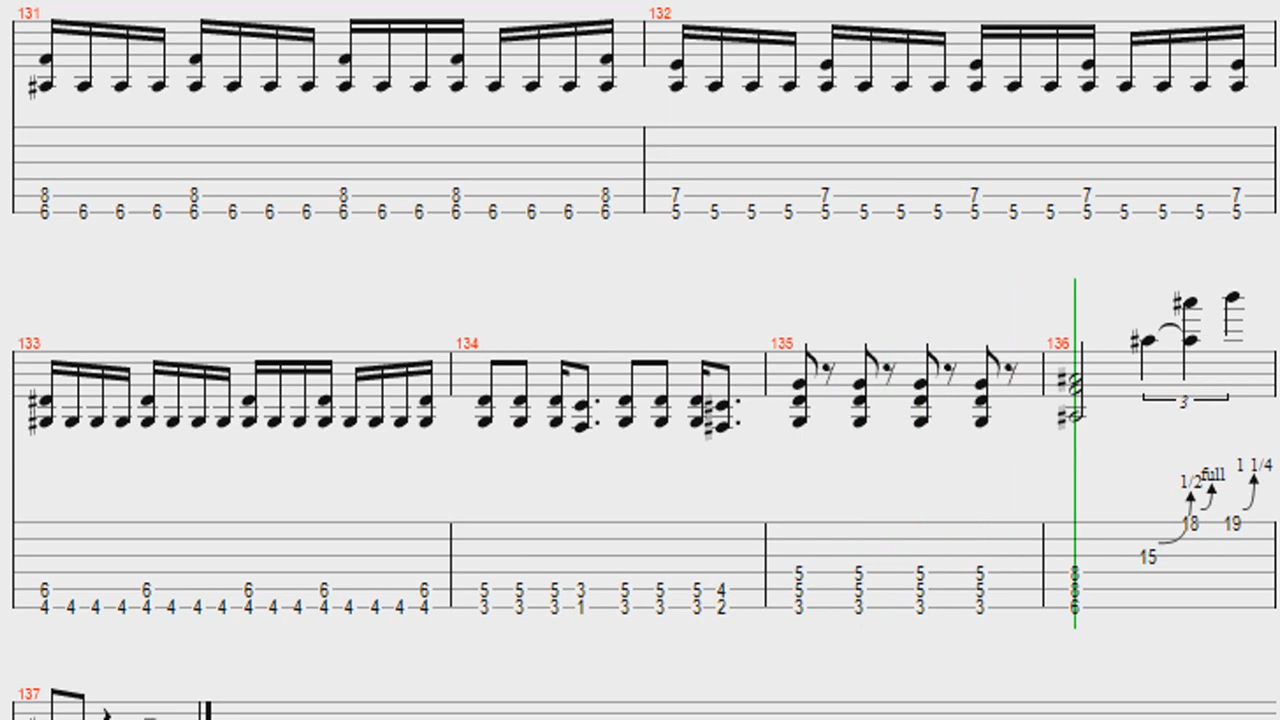 131 132
8 8 8 8 8 7 7 7 7 7
6 6 6 6 6 6 6 6 6 6 6 6 6 6 6 6 5 5 5 5 5 5 5 5 5 5 5 5 5 5 5 5
133 134 135 136
3
1/2 full 1 1/4
18 19
15
5 5 5 5 8
6 6 6 6 6 5 5 5 3 5 5 5 4 5 5 5 5
4 4 4 4 4 4 4 4 4 4 4 4 4 4 4 4 3 3 3 1 3 3 3 2 3 3 3 3 6
137